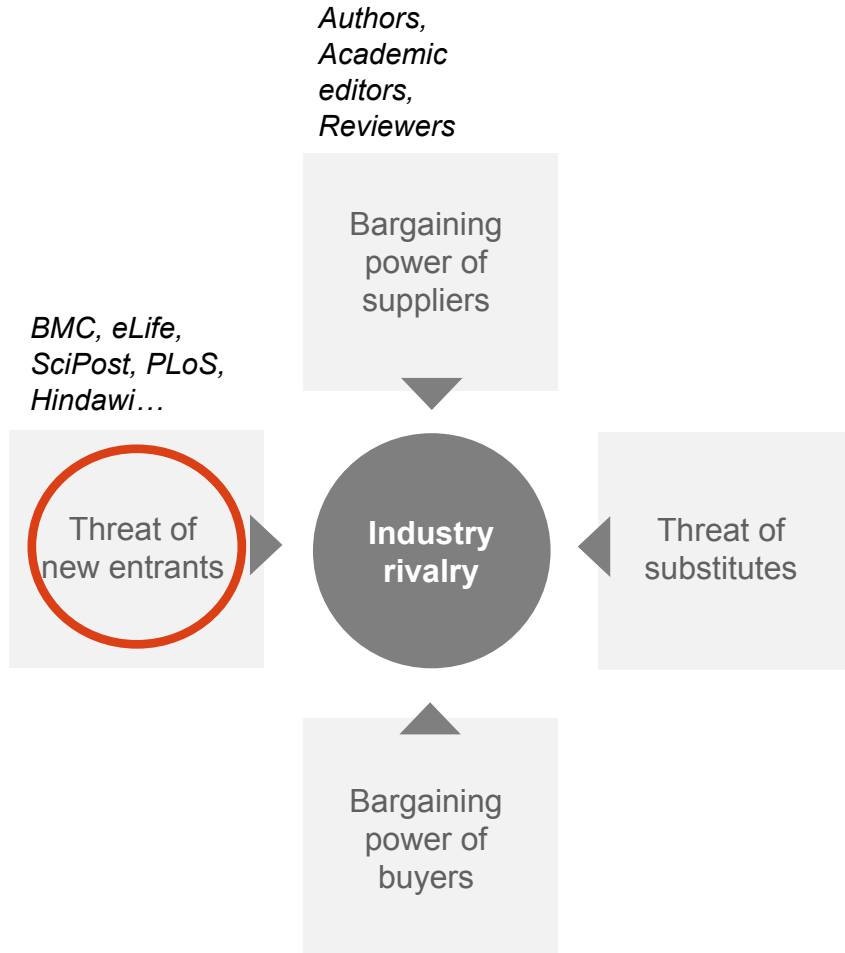 Authors,
Academic
editors,
Reviewers
Bargaining
power of
suppliers
BMC, eLife,
SciPost, PLoS,
Hindawi…
Threat of
new entrants
Industry
rivalry
Threat of
substitutes
Bargaining
power of
buyers